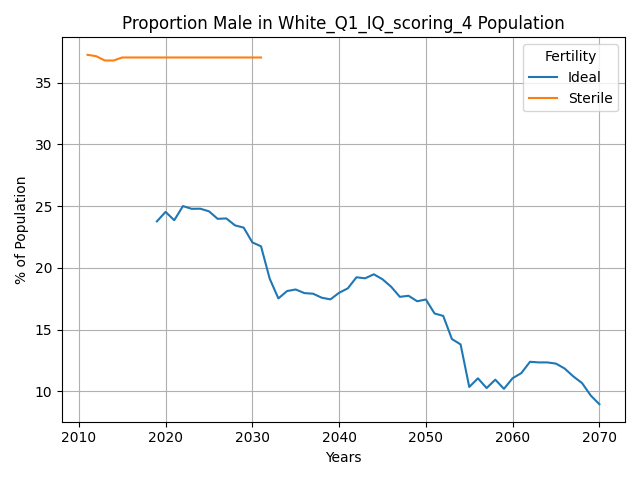 Proportion Male in White_Q1_IQ_scoring_4 Population
Fertility
Ideal
Sterile
% of Population
35
30
25
20
15
10
2010 2020 2030 2040 2050 2060 2070
Years